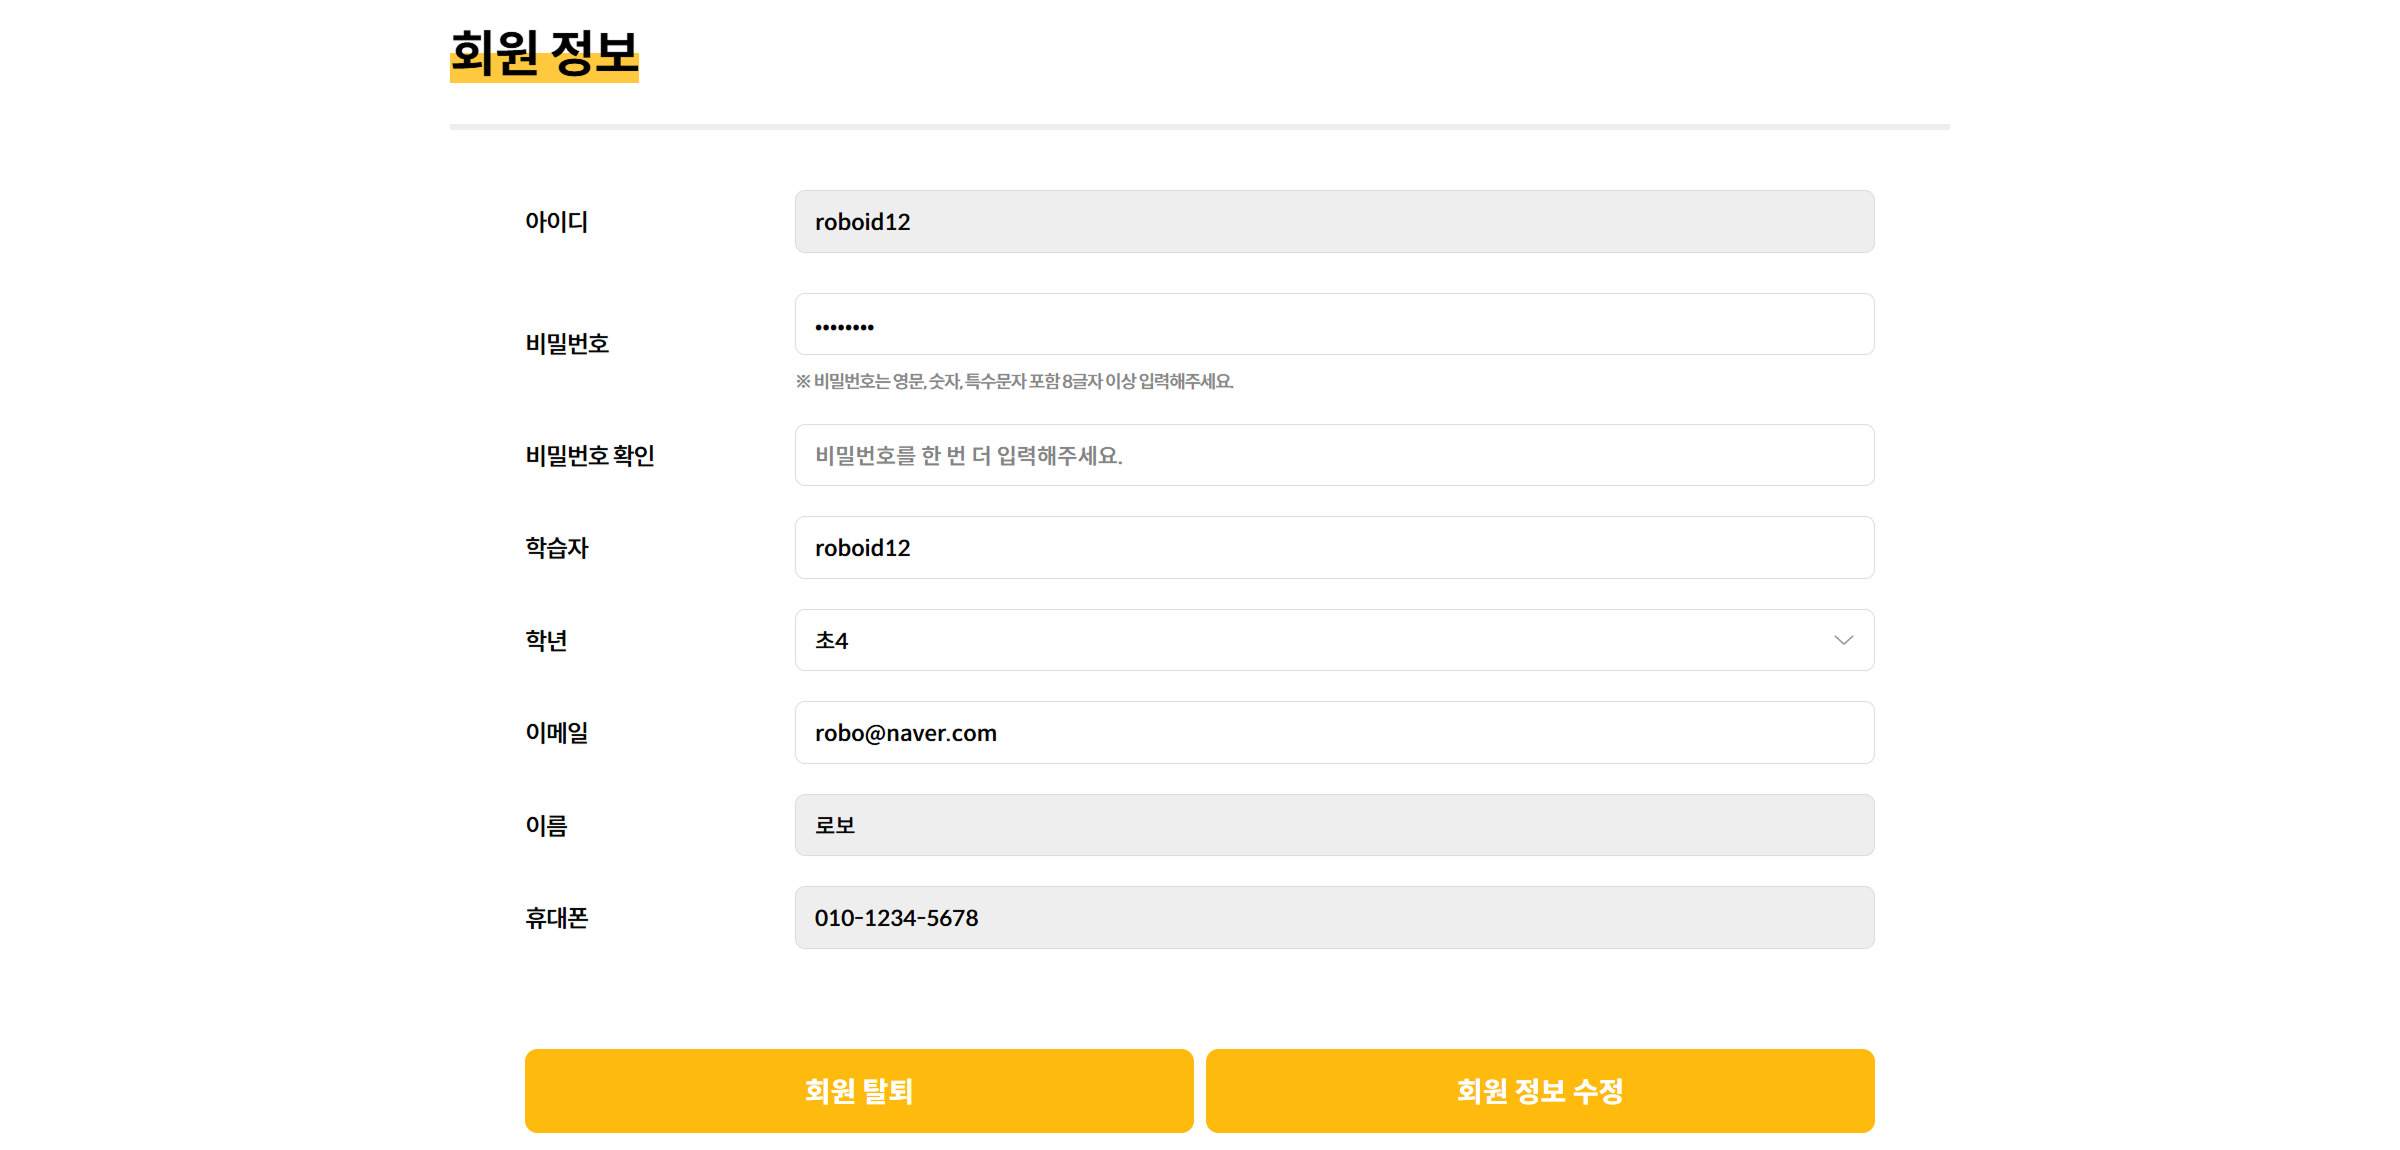 회원 정보
아이디 roboid12
비밀번호 ••••••••
※ 비밀번호는 영문, 숫자, 특수문자 포함 8글자 이상 입력해주세요.
비밀번호 확인 비밀번호를 한 번 더 입력해주세요.
학습자 roboid12
학년 초4
이메일 robo@naver.com
이름 로보
휴대폰 010-1234-5678
회원 탈퇴 회원 정보 수정